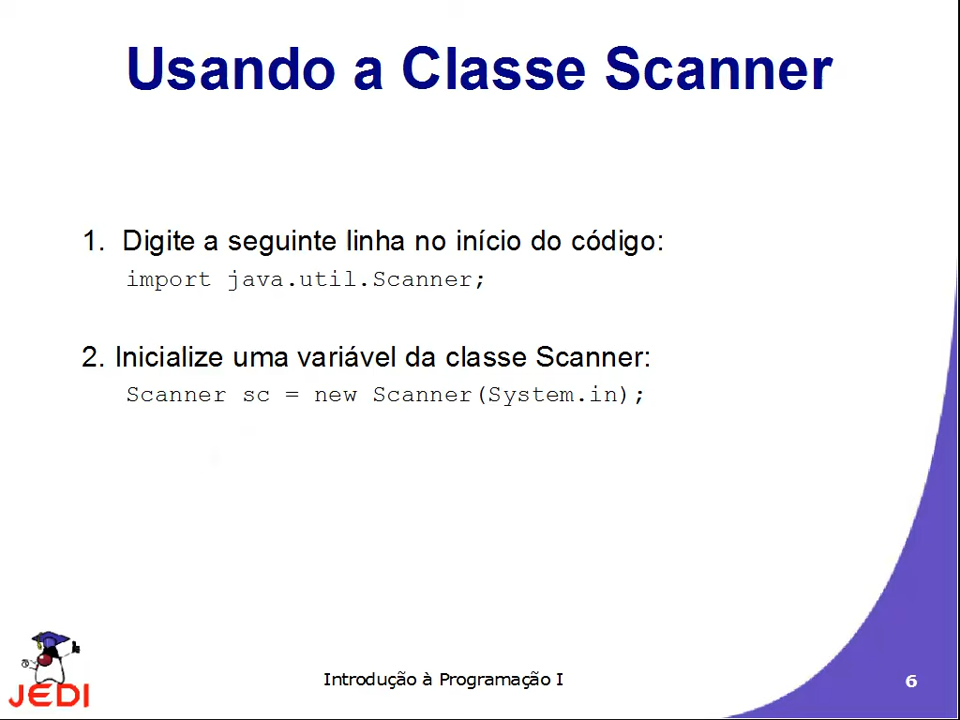 Usando a Classe Scanner
1. Digite a seguinte linha no início do código:
import java.util.Scanner;
2. Inicialize uma variável da classe Scanner:
Scanner sc = new Scanner(System.in);
JEDI
Introdução à Programação I
6